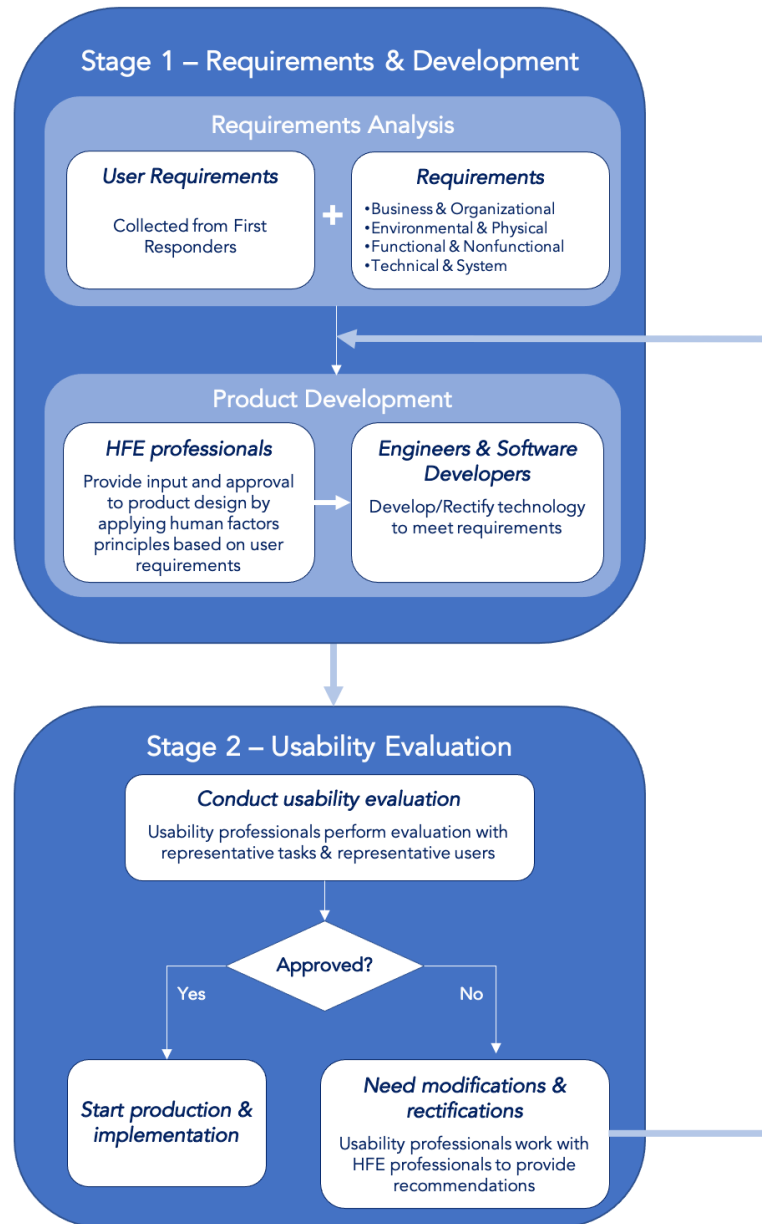 Stage 1 – Requirements & Development
Requirements Analysis
User Requirements
Collected from First
Responders
+
Requirements
•Business & Organizational
•Environmental & Physical
•Functional & Nonfunctional
•Technical & System
Product Development
HFE professionals
Provide input and approval
to product design by
applying human factors
principles based on user
requirements
Engineers & Software
Developers
Develop/Rectify technology
to meet requirements
Stage 2 – Usability Evaluation
Conduct usability evaluation
Usability professionals perform evaluation with
representative tasks & representative users
Approved?
Yes
No
Start production &
implementation
Need modifications &
rectifications
Usability professionals work with
HFE professionals to provide
recommendations